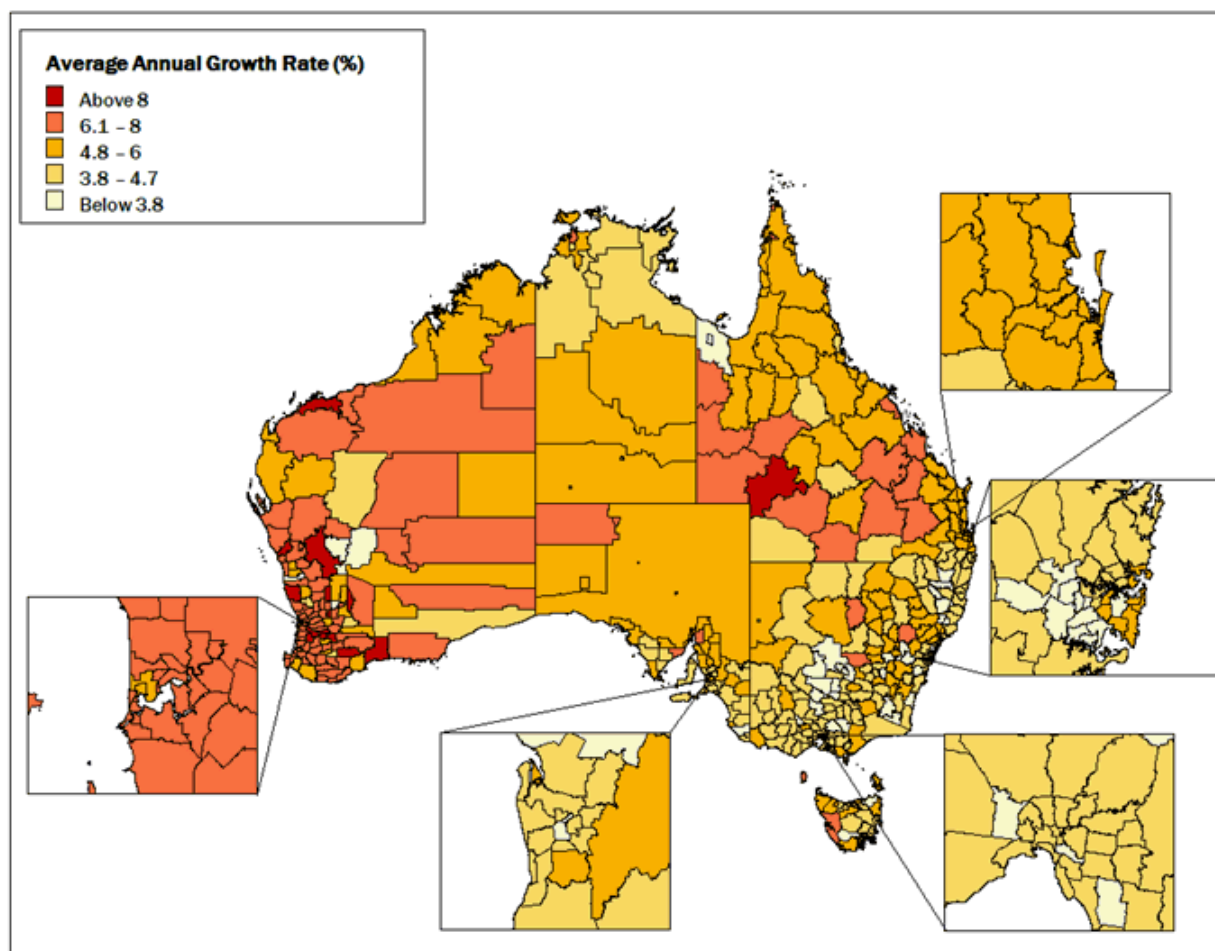 Average Annual Growth Rate (%)
Above 8
6.1 – 8
4.8 – 6
3.8 – 4.7
Below 3.8